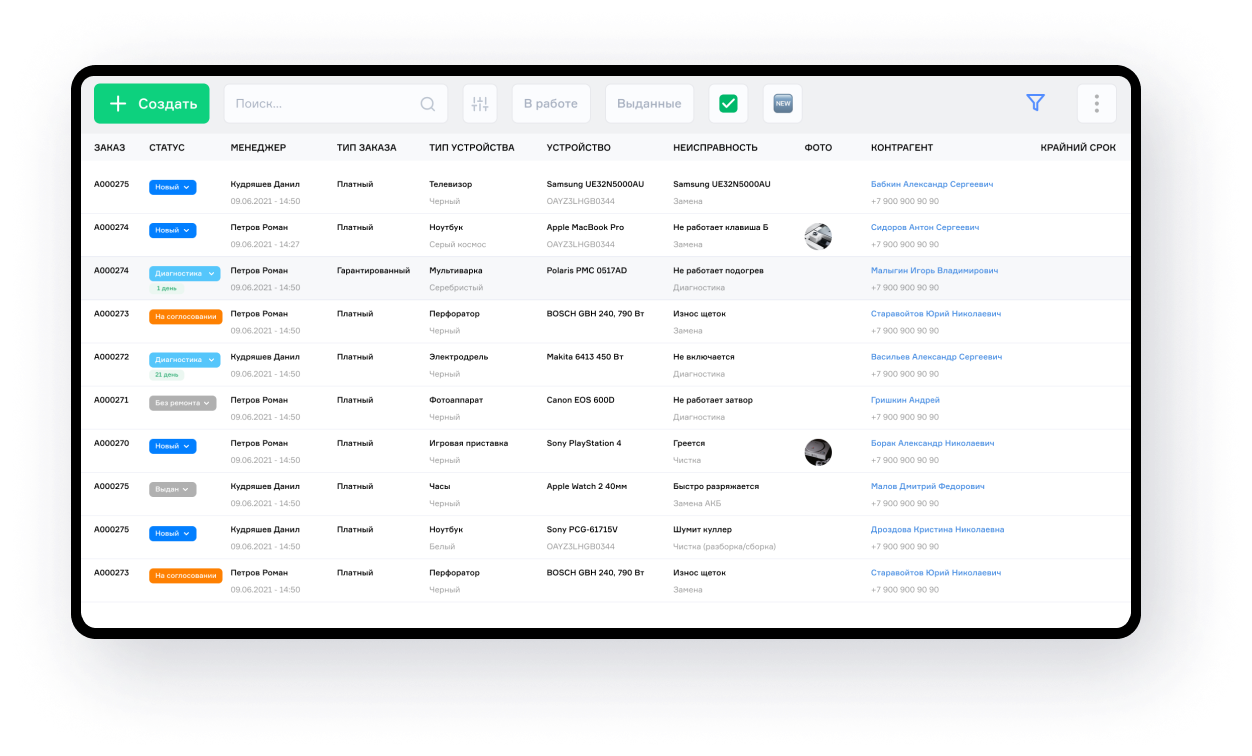 Создать Поиск... В работе Выданные NEW
ЗАКАЗ СТАТУС МЕНЕДЖЕР ТИП ЗАКАЗА ТИП УСТРОЙСТВА УСТРОЙСТВО НЕИСПРАВНОСТЬ ФОТО КОНТРАГЕНТ КРАЙНИЙ СРОК
A000275 Новый Кудряшев Данил Платный Телевизор Samsung UE32N5000AU Samsung UE32N5000AU Бабкин Александр Сергеевич
09.06.2021 - 14:50 Черный OAYZ3LHGB0344 Замена +7 900 900 90 90
A000274 Новый Петров Роман Платный Ноутбук Apple MacBook Pro Не работает клавиша Б Сидоров Антон Сергеевич
09.06.2021 - 14:27 Серый космос OAYZ3LHGB0344 Замена +7 900 900 90 90
A000274 Диагностика Петров Роман Гарантированный Мультиварка Polaris PMC 0517AD Не работает подогрев Малыгин Игорь Владимирович
1 день 09.06.2021 - 14:50 Серебристый Диагностика +7 900 900 90 90
A000273 На согласовании Петров Роман Платный Перфоратор BOSCH GBH 240, 790 Вт Износ щеток Старавойтов Юрий Николаевич
09.06.2021 - 14:50 Черный Замена +7 900 900 90 90
A000272 Диагностика Кудряшев Данил Платный Электродрель Makita 6413 450 Вт Не включается Васильев Александр Сергеевич
21 день 09.06.2021 - 14:50 Черный Диагностика +7 900 900 90 90
A000271 Без ремонта Петров Роман Платный Фотоаппарат Canon EOS 600D Не работает затвор Гришкин Андрей
09.06.2021 - 14:50 Черный Диагностика +7 900 900 90 90
A000270 Новый Петров Роман Платный Игровая приставка Sony PlayStation 4 Греется Борак Александр Николаевич
09.06.2021 - 14:50 Черный Чистка +7 900 900 90 90
A000275 Выдан Кудряшев Данил Платный Часы Apple Watch 2 40мм Быстро разряжается Малов Дмитрий Федорович
09.06.2021 - 14:50 Черный Замена АКБ +7 900 900 90 90
A000275 Новый Кудряшев Данил Платный Ноутбук Sony PCG-61715V Шумит куллер Дроздова Кристина Николаевна
09.06.2021 - 14:50 Белый OAYZ3LHGB0344 Чистка (разборка/сборка) +7 900 900 90 90
A000273 На согласовании Петров Роман Платный Перфоратор BOSCH GBH 240, 790 Вт Износ щеток Старавойтов Юрий Николаевич
09.06.2021 - 14:50 Черный Замена +7 900 900 90 90